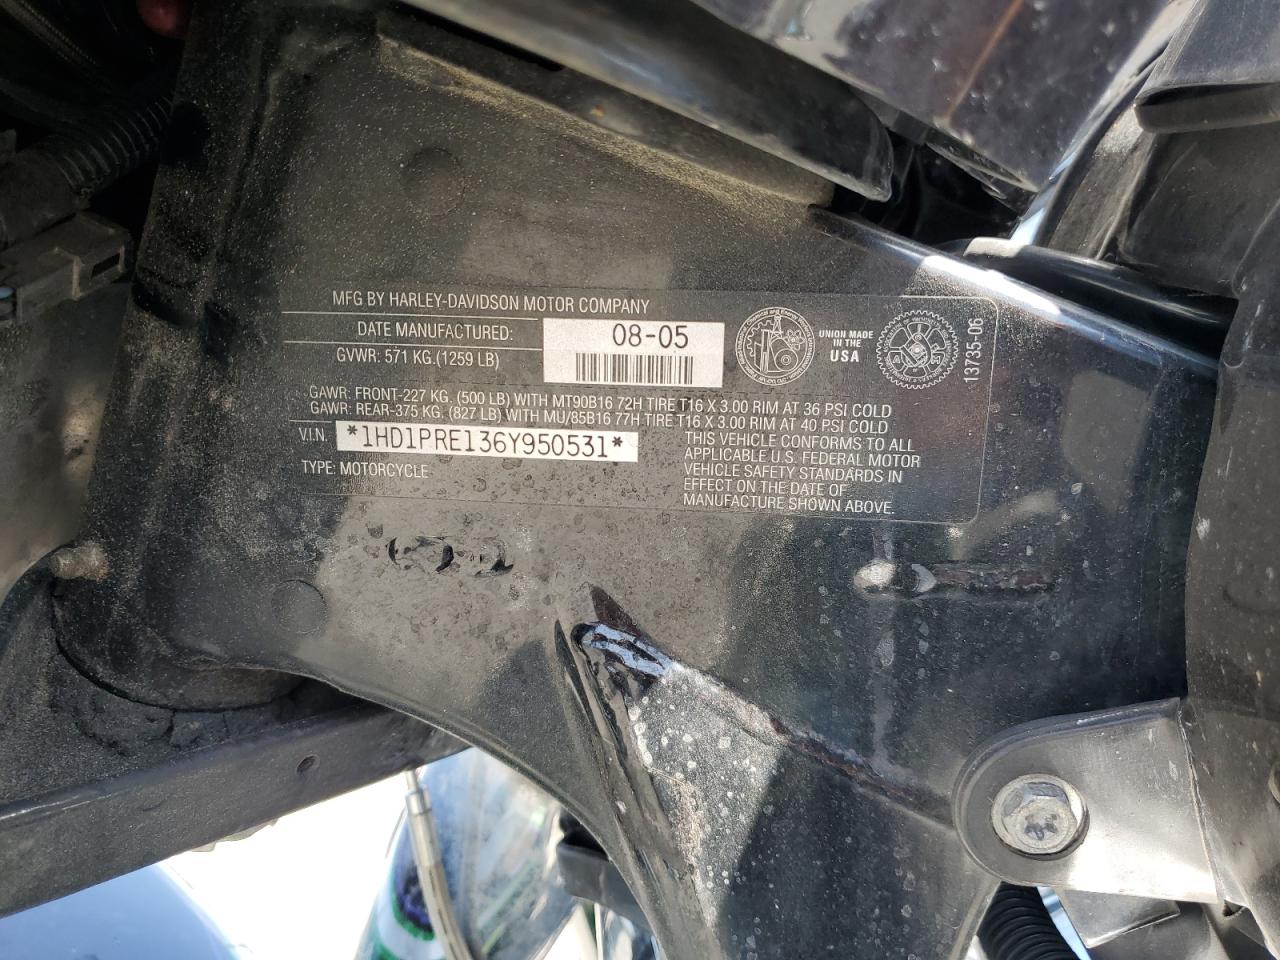 MFG BY HARLEY-DAVIDSON MOTOR COMPANY
DATE MANUFACTURED: 08-05
GVWR: 571 KG.(1259 LB)
UNION MADE
IN THE
USA
13735-06
GAWR: FRONT-227 KG. (500 LB) WITH MT90B16 72H TIRE T16 X 3.00 RIM AT 36 PSI COLD
GAWR: REAR-375 KG. (827 LB) WITH MU/85B16 77H TIRE T16 X 3.00 RIM AT 40 PSI COLD
V.I.N. *1HD1PRE136Y950531*
TYPE: MOTORCYCLE
THIS VEHICLE CONFORMS TO ALL
APPLICABLE U.S. FEDERAL MOTOR
VEHICLE SAFETY STANDARDS IN
EFFECT ON THE DATE OF
MANUFACTURE SHOWN ABOVE.